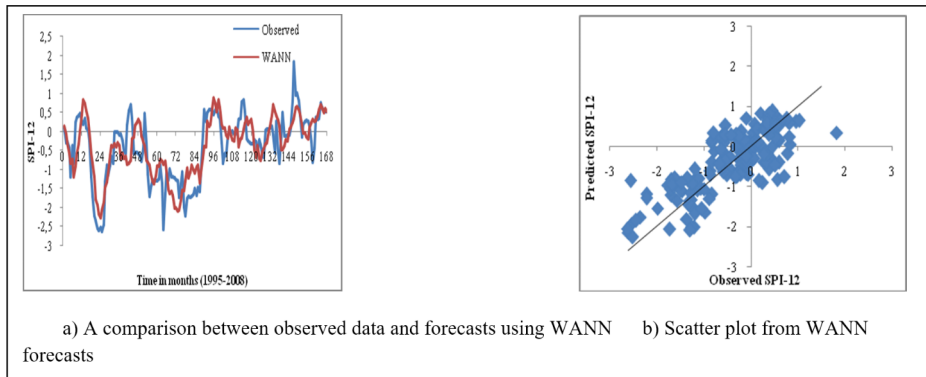 2,5
2
1,5
1
0,5
0
-0,5
-1
-1,5
-2
-2,5
-3
SPI-12
Observed
WANN
0 12 24 36 48 60 72 84 96 108 120 132 144 156 168
Time in months (1995-2008)
3
2
1
0
-1
-2
-3
Predicted SPI-12
-3 -2 -1 0 1 2 3
Observed SPI-12
a) A comparison between observed data and forecasts using WANN b) Scatter plot from WANN
forecasts